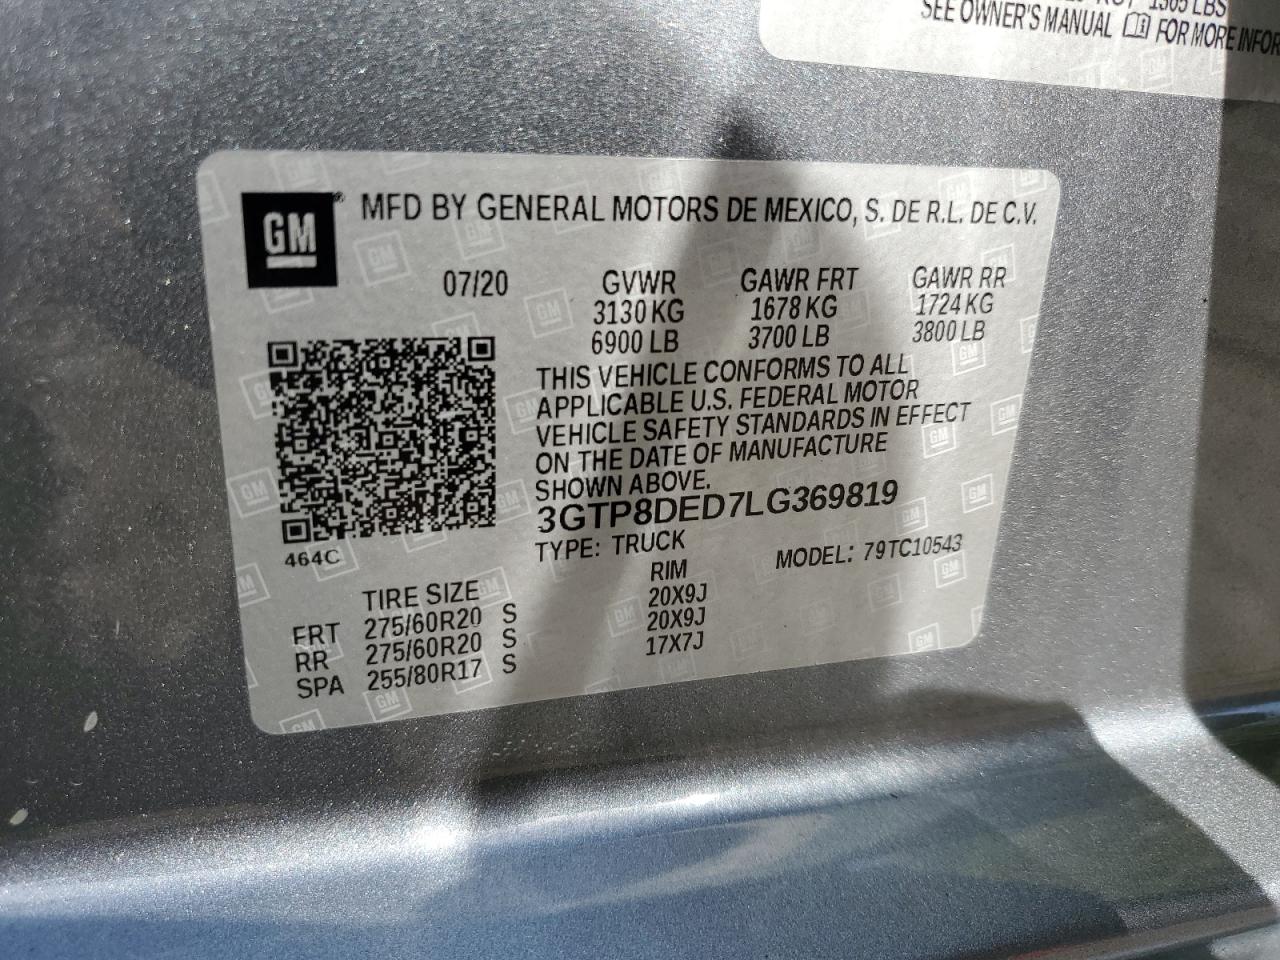 1365 LBS
SEE OWNER'S MANUAL FOR MORE INFOR
GM ® MFD BY GENERAL MOTORS DE MEXICO, S. DE R.L. DE C.V.
07/20 GVWR GAWR FRT GAWR RR
3130 KG 1678 KG 1724 KG
6900 LB 3700 LB 3800 LB
THIS VEHICLE CONFORMS TO ALL
APPLICABLE U.S. FEDERAL MOTOR
VEHICLE SAFETY STANDARDS IN EFFECT
ON THE DATE OF MANUFACTURE
SHOWN ABOVE.
3GTP8DED7LG369819
464C TYPE: TRUCK MODEL: 79TC10543
TIRE SIZE RIM
FRT 275/60R20 S 20X9J
RR 275/60R20 S 20X9J
SPA 255/80R17 S 17X7J